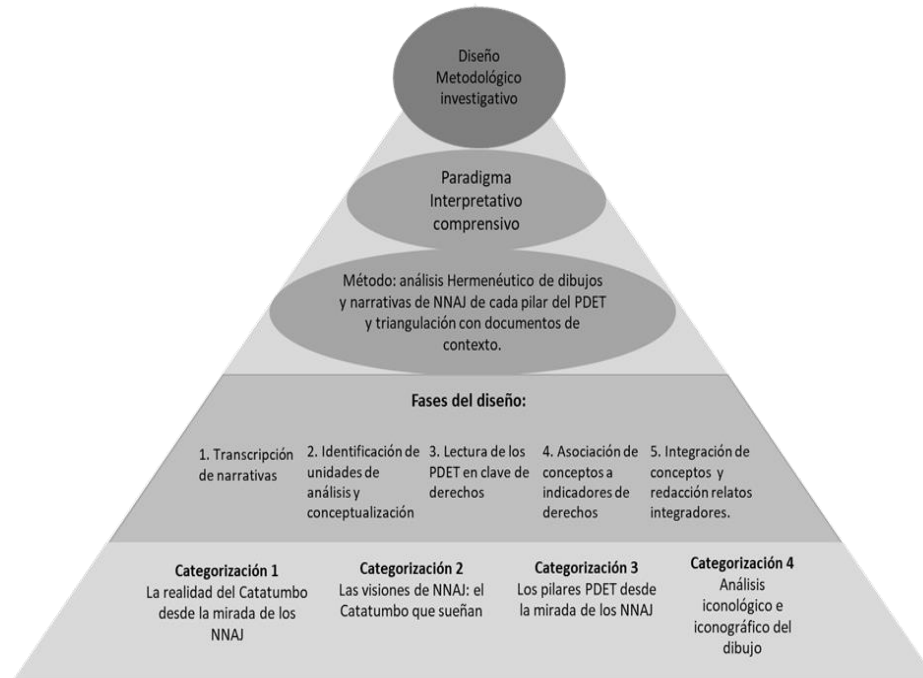 Diseño
Metodológico
investigativo
Paradigma
Interpretativo
comprensivo
Método: análisis Hermenéutico de dibujos
y narrativas de NNAJ de cada pilar del PDET
y triangulación con documentos de
contexto.
Fases del diseño:
1. Transcripción
de narrativas
2. Identificación de
unidades de
análisis y
conceptualización
3. Lectura de los
PDET en clave de
derechos
4. Asociación de
conceptos a
indicadores de
derechos
5. Integración de
conceptos y
redacción relatos
integradores.
Categorización 1
La realidad del Catatumbo
desde la mirada de los
NNAJ
Categorización 2
Las visiones de NNAJ: el
Catatumbo que sueñan
Categorización 3
Los pilares PDET desde
la mirada de los NNAJ
Categorización 4
Análisis
iconológico e
iconográfico del
dibujo